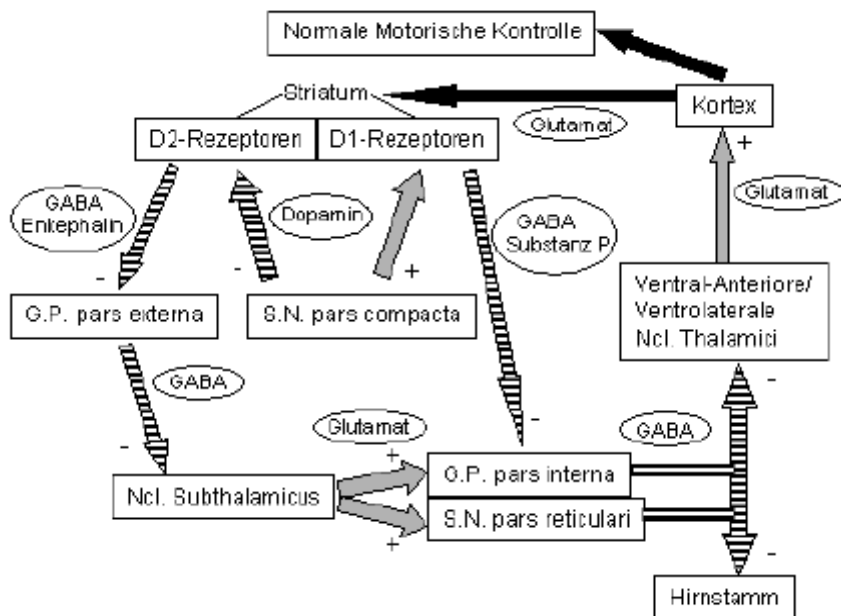 Normale Motorische Kontrolle
Striatum
Kortex
Glutamat
+
D2-Rezeptoren
D1-Rezeptoren
Glutamat
GABA
Enkephalin
Dopamin
GABA
Substanz P
-
-
+
Ventral-Anteriore/
Ventrolaterale
Ncl. Thalamici
G.P. pars externa
S.N. pars compacta
GABA
-
-
-
Glutamat
GABA
+
G.P. pars interna
Ncl. Subthalamicus
S.N. pars reticulari
+
-
Hirnstamm